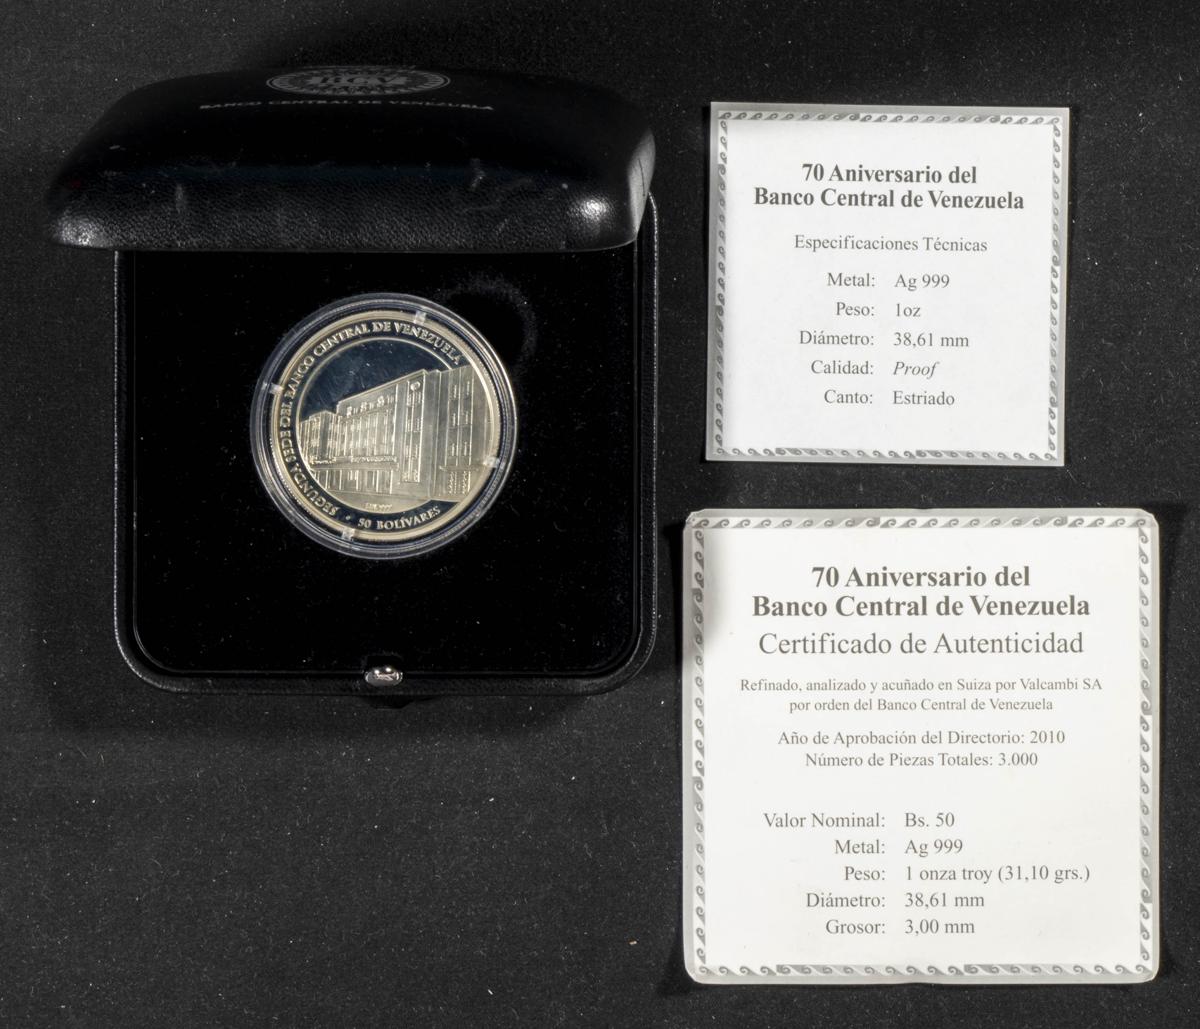 BCV
BANCO CENTRAL DE VENEZUELA
SEGUNDA SEDE DEL BANCO CENTRAL DE VENEZUELA
50 BOLÍVARES
70 Aniversario del
Banco Central de Venezuela
Especificaciones Técnicas
Metal: Ag 999
Peso: 1oz
Diámetro: 38,61 mm
Calidad: Proof
Canto: Estriado
70 Aniversario del
Banco Central de Venezuela
Certificado de Autenticidad
Refinado, analizado y acuñado en Suiza por Valcambi SA
por orden del Banco Central de Venezuela
Año de Aprobación del Directorio: 2010
Número de Piezas Totales: 3.000
Valor Nominal: Bs. 50
Metal: Ag 999
Peso: 1 onza troy (31,10 grs.)
Diámetro: 38,61 mm
Grosor: 3,00 mm